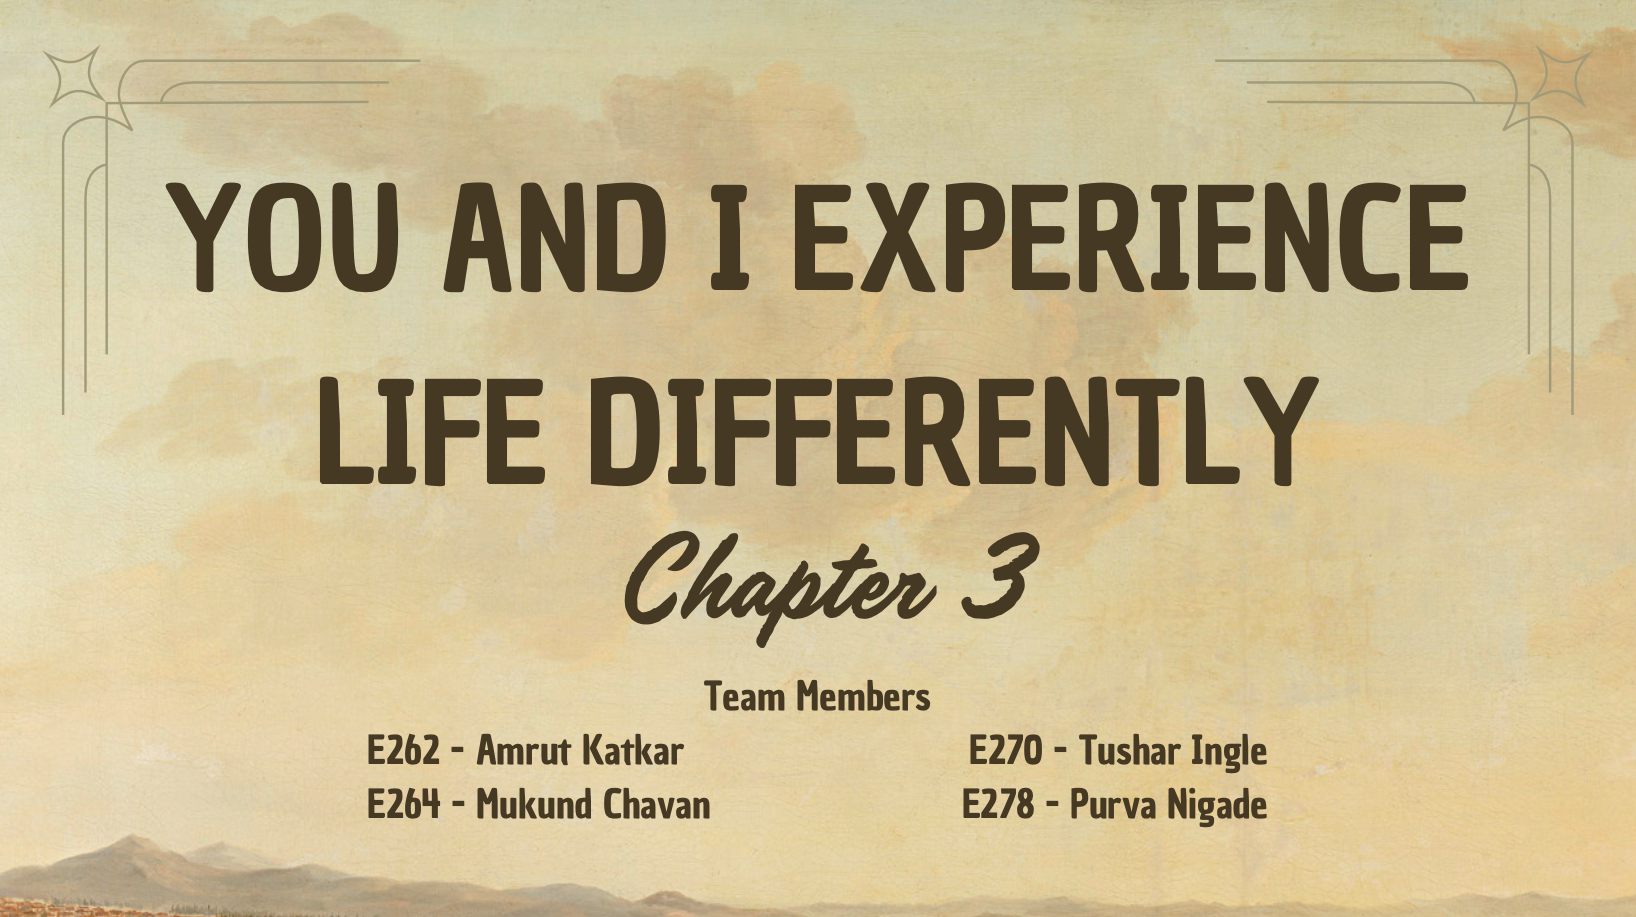 YOU AND I EXPERIENCE
LIFE DIFFERENTLY
Chapter 3
Team Members
E262 - Amrut Katkar
E264 - Mukund Chavan
E270 - Tushar Ingle
E278 - Purva Nigade